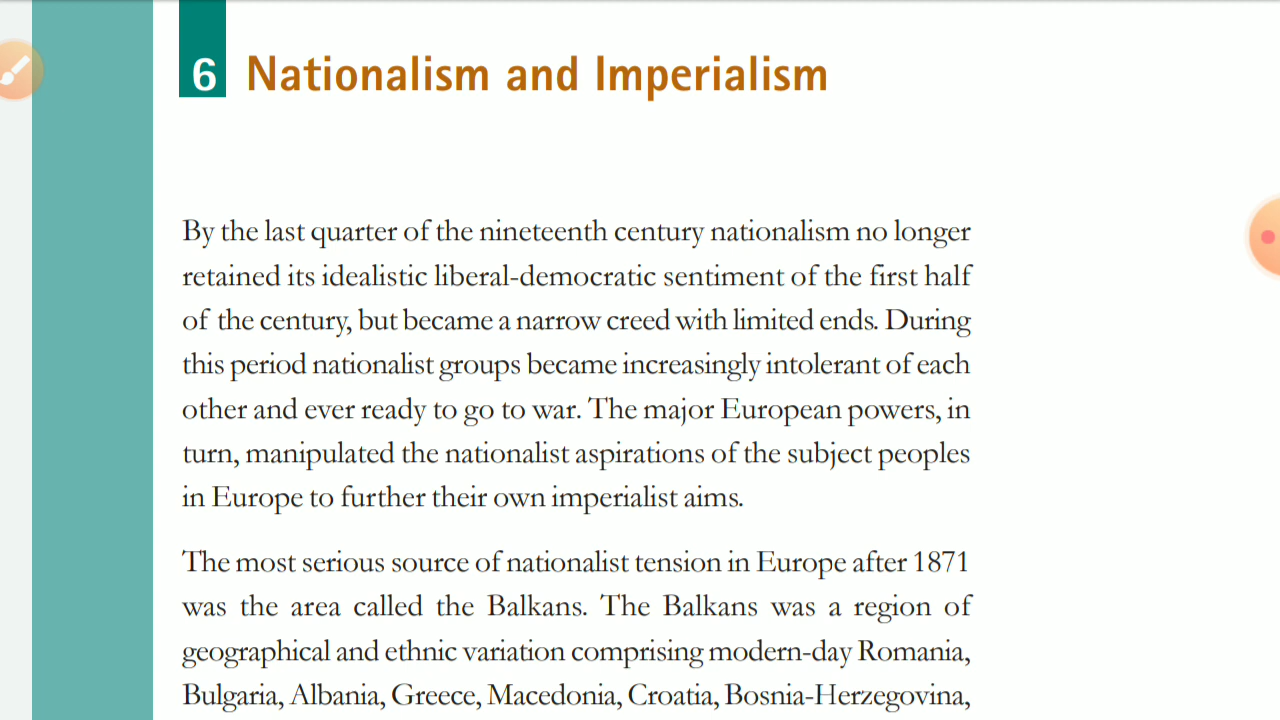 6 Nationalism and Imperialism
By the last quarter of the nineteenth century nationalism no longer
retained its idealistic liberal-democratic sentiment of the first half
of the century, but became a narrow creed with limited ends. During
this period nationalist groups became increasingly intolerant of each
other and ever ready to go to war. The major European powers, in
turn, manipulated the nationalist aspirations of the subject peoples
in Europe to further their own imperialist aims.
The most serious source of nationalist tension in Europe after 1871
was the area called the Balkans. The Balkans was a region of
geographical and ethnic variation comprising modern-day Romania,
Bulgaria, Albania, Greece, Macedonia, Croatia, Bosnia-Herzegovina,